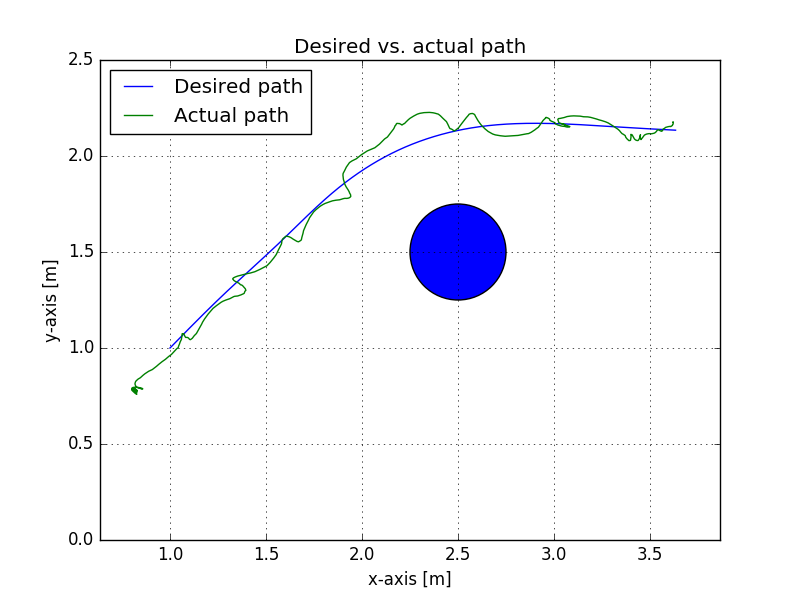 Desired vs. actual path
Desired path
Actual path
2.5
2.0
1.5
1.0
0.5
0.0
y-axis [m]
1.0 1.5 2.0 2.5 3.0 3.5
x-axis [m]